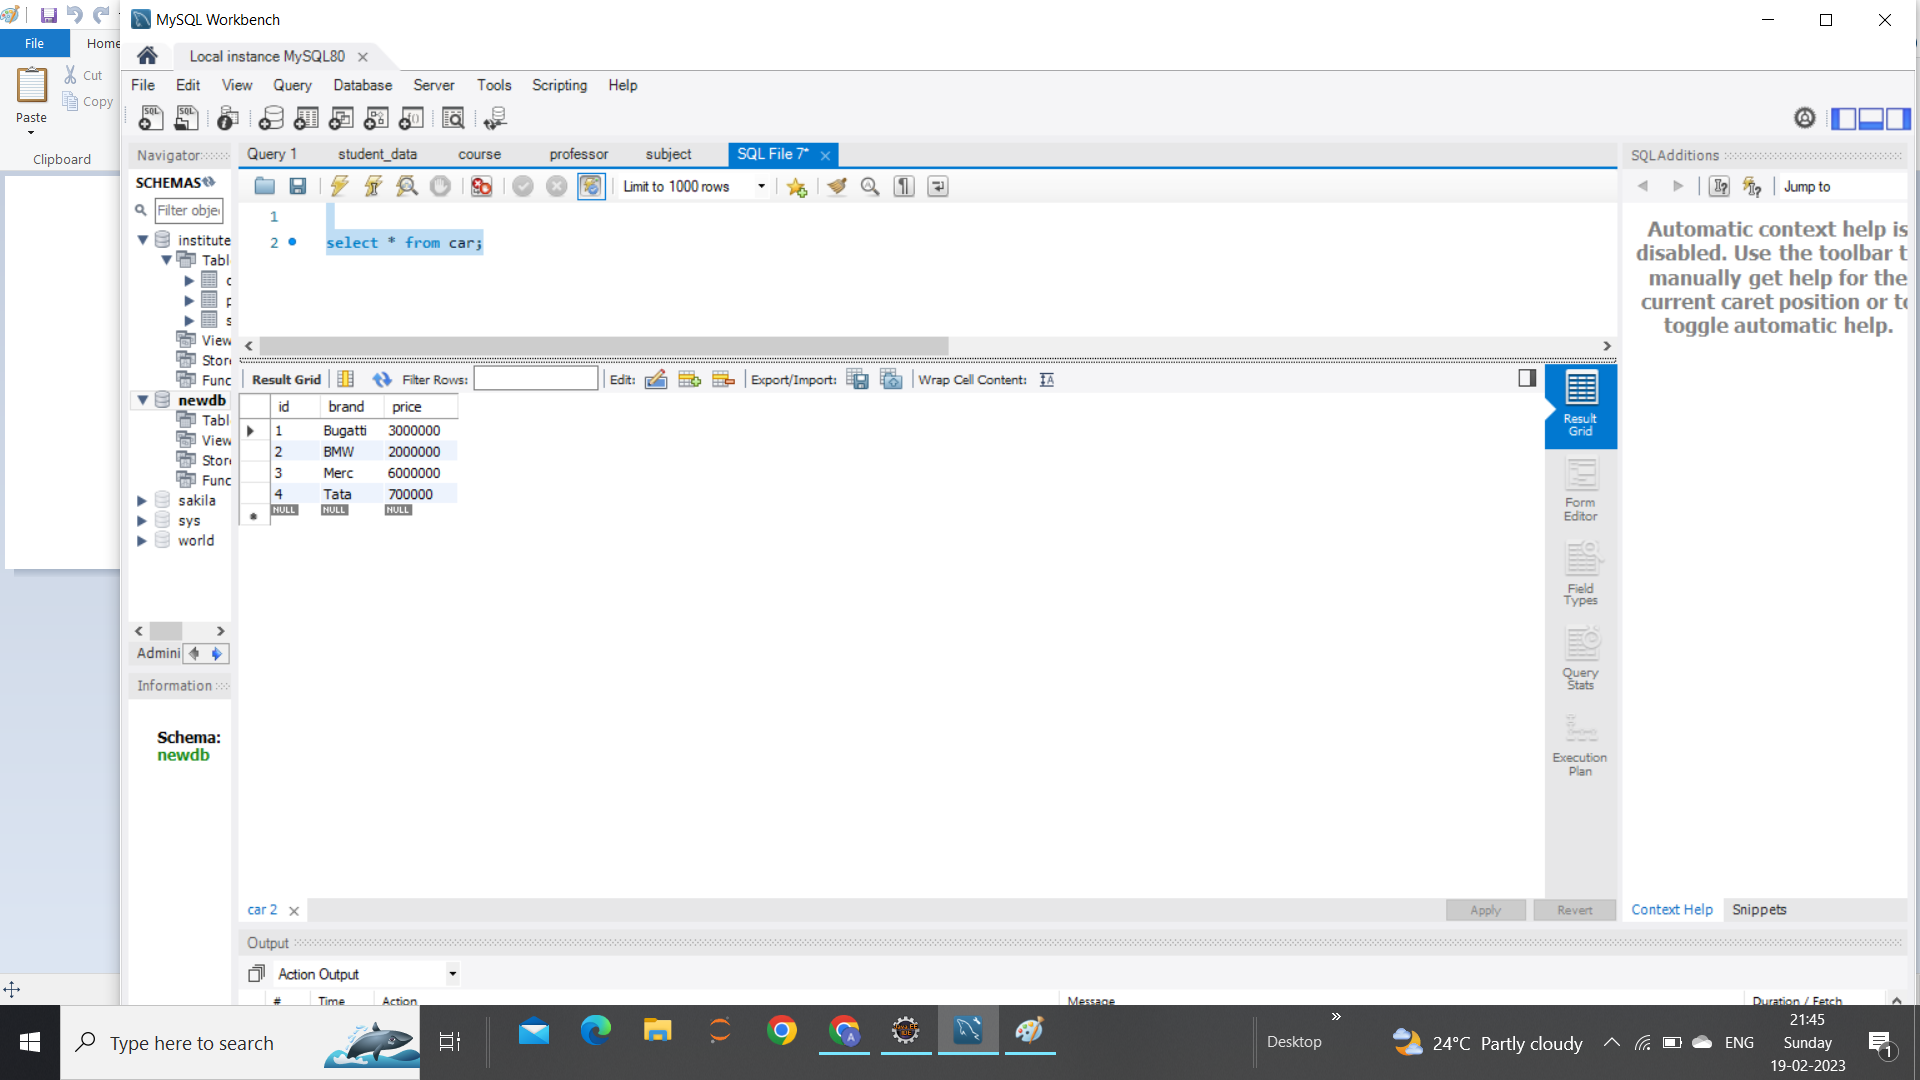 MySQL Workbench
File
Home
Cut
Copy
Paste
Clipboard
Local instance MySQL80
File Edit View Query Database Server Tools Scripting Help
Navigator
SCHEMAS
Filter obje
institute
Tabl
View
Stor
Func
newdb
Tabl
View
Stor
Func
sakila
sys
world
Admini
Information
Schema:
newdb
Query 1 student_data course professor subject SQL File 7*
Limit to 1000 rows
1
2 select * from car;
Result Grid Filter Rows: Edit: Export/Import: Wrap Cell Content:
id brand price
1 Bugatti 3000000
2 BMW 2000000
3 Merc 6000000
4 Tata 700000
NULL NULL NULL
Result
Grid
Form
Editor
Field
Types
Query
Stats
Execution
Plan
car 2
Apply Revert
SQLAdditions
Jump to
Automatic context help is
disabled. Use the toolbar t
manually get help for the
current caret position or to
toggle automatic help.
Context Help Snippets
Output
Action Output
# Time Action Message Duration / Fetch
Type here to search
Desktop
24°C Partly cloudy
ENG
21:45
Sunday
19-02-2023
1